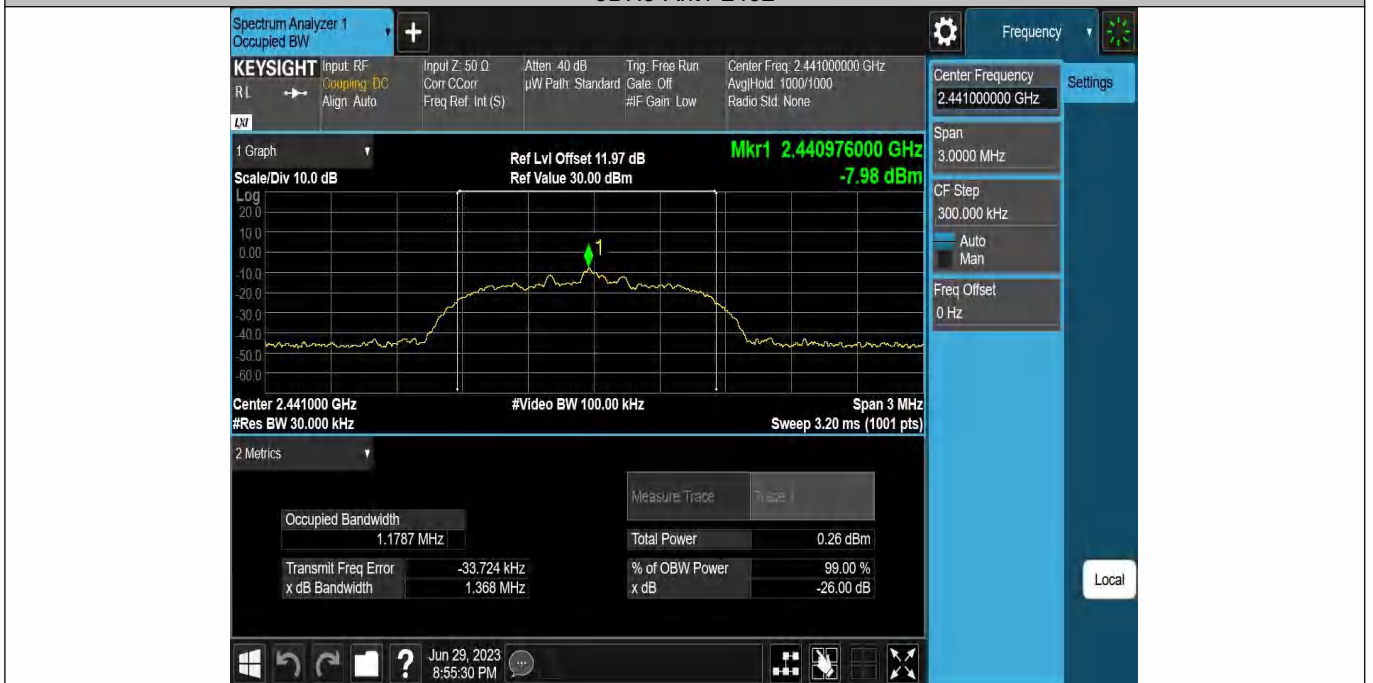 Spectrum Analyzer 1
Occupied BW
Frequency
KEYSIGHT
R L
LXI
Input: RF
Coupling: DC
Align: Auto
Input Z: 50 Ω
Corr CCorr
Freq Ref: Int (S)
Atten: 40 dB
µW Path: Standard
Trig: Free Run
Gate: Off
#IF Gain: Low
Center Freq: 2.441000000 GHz
Avg|Hold: 1000/1000
Radio Std: None
Center Frequency
2.441000000 GHz
Settings
Span
3.0000 MHz
CF Step
300.000 kHz
Auto
Man
Freq Offset
0 Hz
Local
1 Graph
Scale/Div 10.0 dB
Ref Lvl Offset 11.97 dB
Ref Value 30.00 dBm
Mkr1 2.440976000 GHz
-7.98 dBm
Log
20.0
10.0
0.00
-10.0
-20.0
-30.0
-40.0
-50.0
-60.0
1
Center 2.441000 GHz
#Video BW 100.00 kHz
Span 3 MHz
#Res BW 30.000 kHz
Sweep 3.20 ms (1001 pts)
2 Metrics
Measure Trace
Trace 1
Occupied Bandwidth
1.1787 MHz
Total Power
0.26 dBm
Transmit Freq Error
-33.724 kHz
% of OBW Power
99.00 %
x dB Bandwidth
1.368 MHz
x dB
-26.00 dB
?
Jun 29, 2023
8:55:30 PM